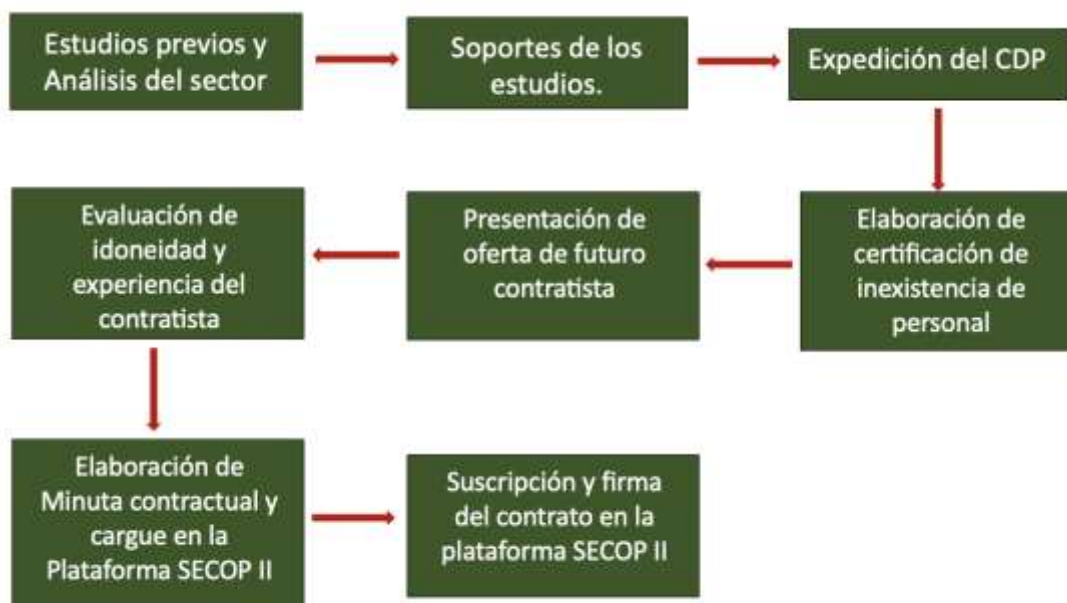 Estudios previos y
Análisis del sector
Soportes de los
estudios.
Expedición del CDP
Elaboración de
certificación de
inexistencia de
personal
Presentación de
oferta de futuro
contratista
Evaluación de
idoneidad y
experiencia del
contratista
Elaboración de
Minuta contractual y
cargue en la
Plataforma SECOP II
Suscripción y firma
del contrato en la
plataforma SECOP II